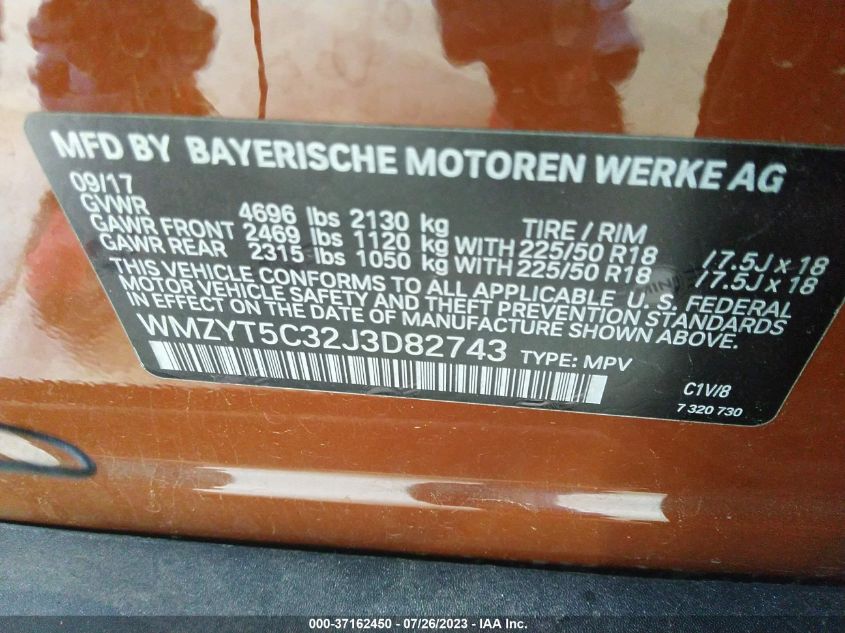 MFD BY BAYERISCHE MOTOREN WERKE AG
09/17
GVWR 4696 lbs 2130 kg TIRE / RIM
GAWR FRONT 2469 lbs 1120 kg WITH 225/50 R18 / 7.5J x 18
GAWR REAR 2315 lbs 1050 kg WITH 225/50 R18 / 7.5J x 18
THIS VEHICLE CONFORMS TO ALL APPLICABLE U. S. FEDERAL
MOTOR VEHICLE SAFETY AND THEFT PREVENTION STANDARDS
IN EFFECT ON THE DATE OF MANUFACTURE SHOWN ABOVE.
WMZYT5C32J3D82743 TYPE: MPV
C1V/8
7 320 730
000-37162450 - 07/26/2023 - IAA Inc.